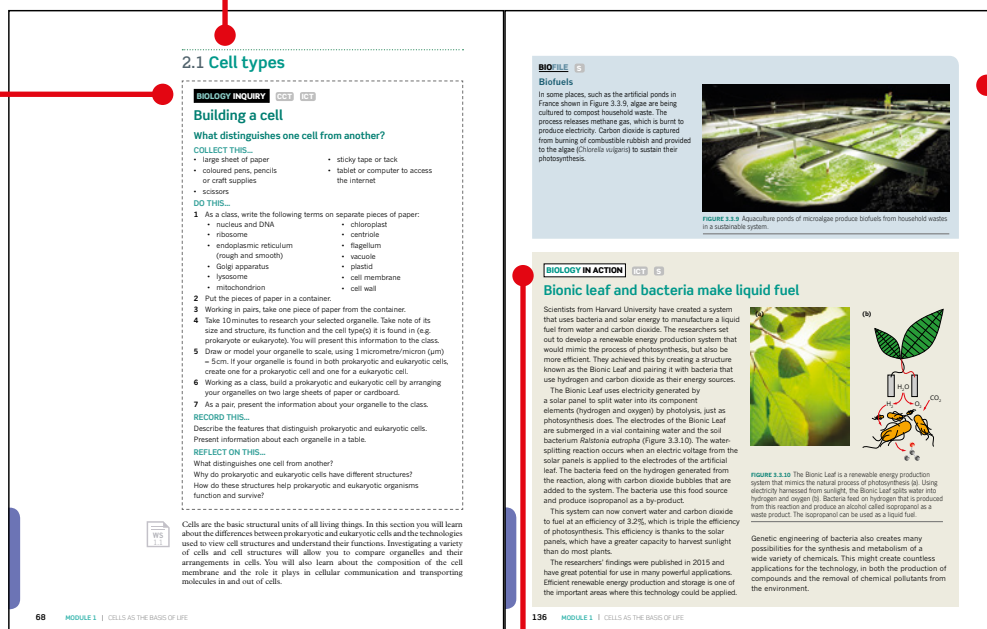 2.1 Cell types
BIOLOGY INQUIRY CCT ICT
Building a cell
What distinguishes one cell from another?
COLLECT THIS...
• large sheet of paper
• coloured pens, pencils
or craft supplies
• scissors
• sticky tape or tack
• tablet or computer to access
the internet
DO THIS...
1 As a class, write the following terms on separate pieces of paper:
• nucleus and DNA
• ribosome
• endoplasmic reticulum
(rough and smooth)
• Golgi apparatus
• lysosome
• mitochondrion
• chloroplast
• centriole
• flagellum
• vacuole
• plastid
• cell membrane
• cell wall
2 Put the pieces of paper in a container.
3 Working in pairs, take one piece of paper from the container.
4 Take 10 minutes to research your selected organelle. Take note of its
size and structure, its function and the cell type(s) it is found in (e.g.
prokaryote or eukaryote). You will present this information to the class.
5 Draw or model your organelle to scale, using 1 micrometre/micron (µm)
= 5cm. If your organelle is found in both prokaryotic and eukaryotic cells,
create one for a prokaryotic cell and one for a eukaryotic cell.
6 Working as a class, build a prokaryotic and eukaryotic cell by arranging
your organelles on two large sheets of paper or cardboard.
7 As a pair, present the information about your organelle to the class.
RECORD THIS...
Describe the features that distinguish prokaryotic and eukaryotic cells.
Present information about each organelle in a table.
REFLECT ON THIS...
What distinguishes one cell from another?
Why do prokaryotic and eukaryotic cells have different structures?
How do these structures help prokaryotic and eukaryotic organisms
function and survive?
WS
1.1
Cells are the basic structural units of all living things. In this section you will learn
about the differences between prokaryotic and eukaryotic cells and the technologies
used to view cell structures and understand their functions. Investigating a variety
of cells and cell structures will allow you to compare organelles and their
arrangements in cells. You will also learn about the composition of the cell
membrane and the role it plays in cellular communication and transporting
molecules in and out of cells.
68 MODULE 1 | CELLS AS THE BASIS OF LIFE
BIOFILE S
Biofuels
In some places, such as the artificial ponds in
France shown in Figure 3.3.9, algae are being
cultured to compost household waste. The
process releases methane gas, which is burnt to
produce electricity. Carbon dioxide is captured
from burning of combustible rubbish and provided
to the algae (Chlorella vulgaris) to sustain their
photosynthesis.
FIGURE 3.3.9 Aquaculture ponds of microalgae produce biofuels from household wastes
in a sustainable system.
BIOLOGY IN ACTION ICT S
Bionic leaf and bacteria make liquid fuel
Scientists from Harvard University have created a system
that uses bacteria and solar energy to manufacture a liquid
fuel from water and carbon dioxide. The researchers set
out to develop a renewable energy production system that
would mimic the process of photosynthesis, but also be
more efficient. They achieved this by creating a structure
known as the Bionic Leaf and pairing it with bacteria that
use hydrogen and carbon dioxide as their energy sources.
The Bionic Leaf uses electricity generated by
a solar panel to split water into its component
elements (hydrogen and oxygen) by photolysis, just as
photosynthesis does. The electrodes of the Bionic Leaf
are submerged in a vial containing water and the soil
bacterium Ralstonia eutropha (Figure 3.3.10). The water-
splitting reaction occurs when an electric voltage from the
solar panels is applied to the electrodes of the artificial
leaf. The bacteria feed on the hydrogen generated from
the reaction, along with carbon dioxide bubbles that are
added to the system. The bacteria use this food source
and produce isopropanol as a by-product.
This system can now convert water and carbon dioxide
to fuel at an efficiency of 3.2%, which is triple the efficiency
of photosynthesis. This efficiency is thanks to the solar
panels, which have a greater capacity to harvest sunlight
than do most plants.
The researchers' findings were published in 2015 and
have great potential for use in many powerful applications.
Efficient renewable energy production and storage is one of
the important areas where this technology could be applied.
(a)
(b)
H₂O
H₂
O₂
CO₂
FIGURE 3.3.10 The Bionic Leaf is a renewable energy production
system that mimics the natural process of photosynthesis (a). Using
electricity harnessed from sunlight, the Bionic Leaf splits water into
hydrogen and oxygen (b). Bacteria feed on hydrogen that is produced
from this reaction and produce an alcohol called isopropanol as a
waste product. The isopropanol can be used as a liquid fuel.
Genetic engineering of bacteria also creates many
possibilities for the synthesis and metabolism of a
wide variety of chemicals. This might create countless
applications for the technology, in both the production of
compounds and the removal of chemical pollutants from
the environment.
136 MODULE 1 | CELLS AS THE BASIS OF LIFE